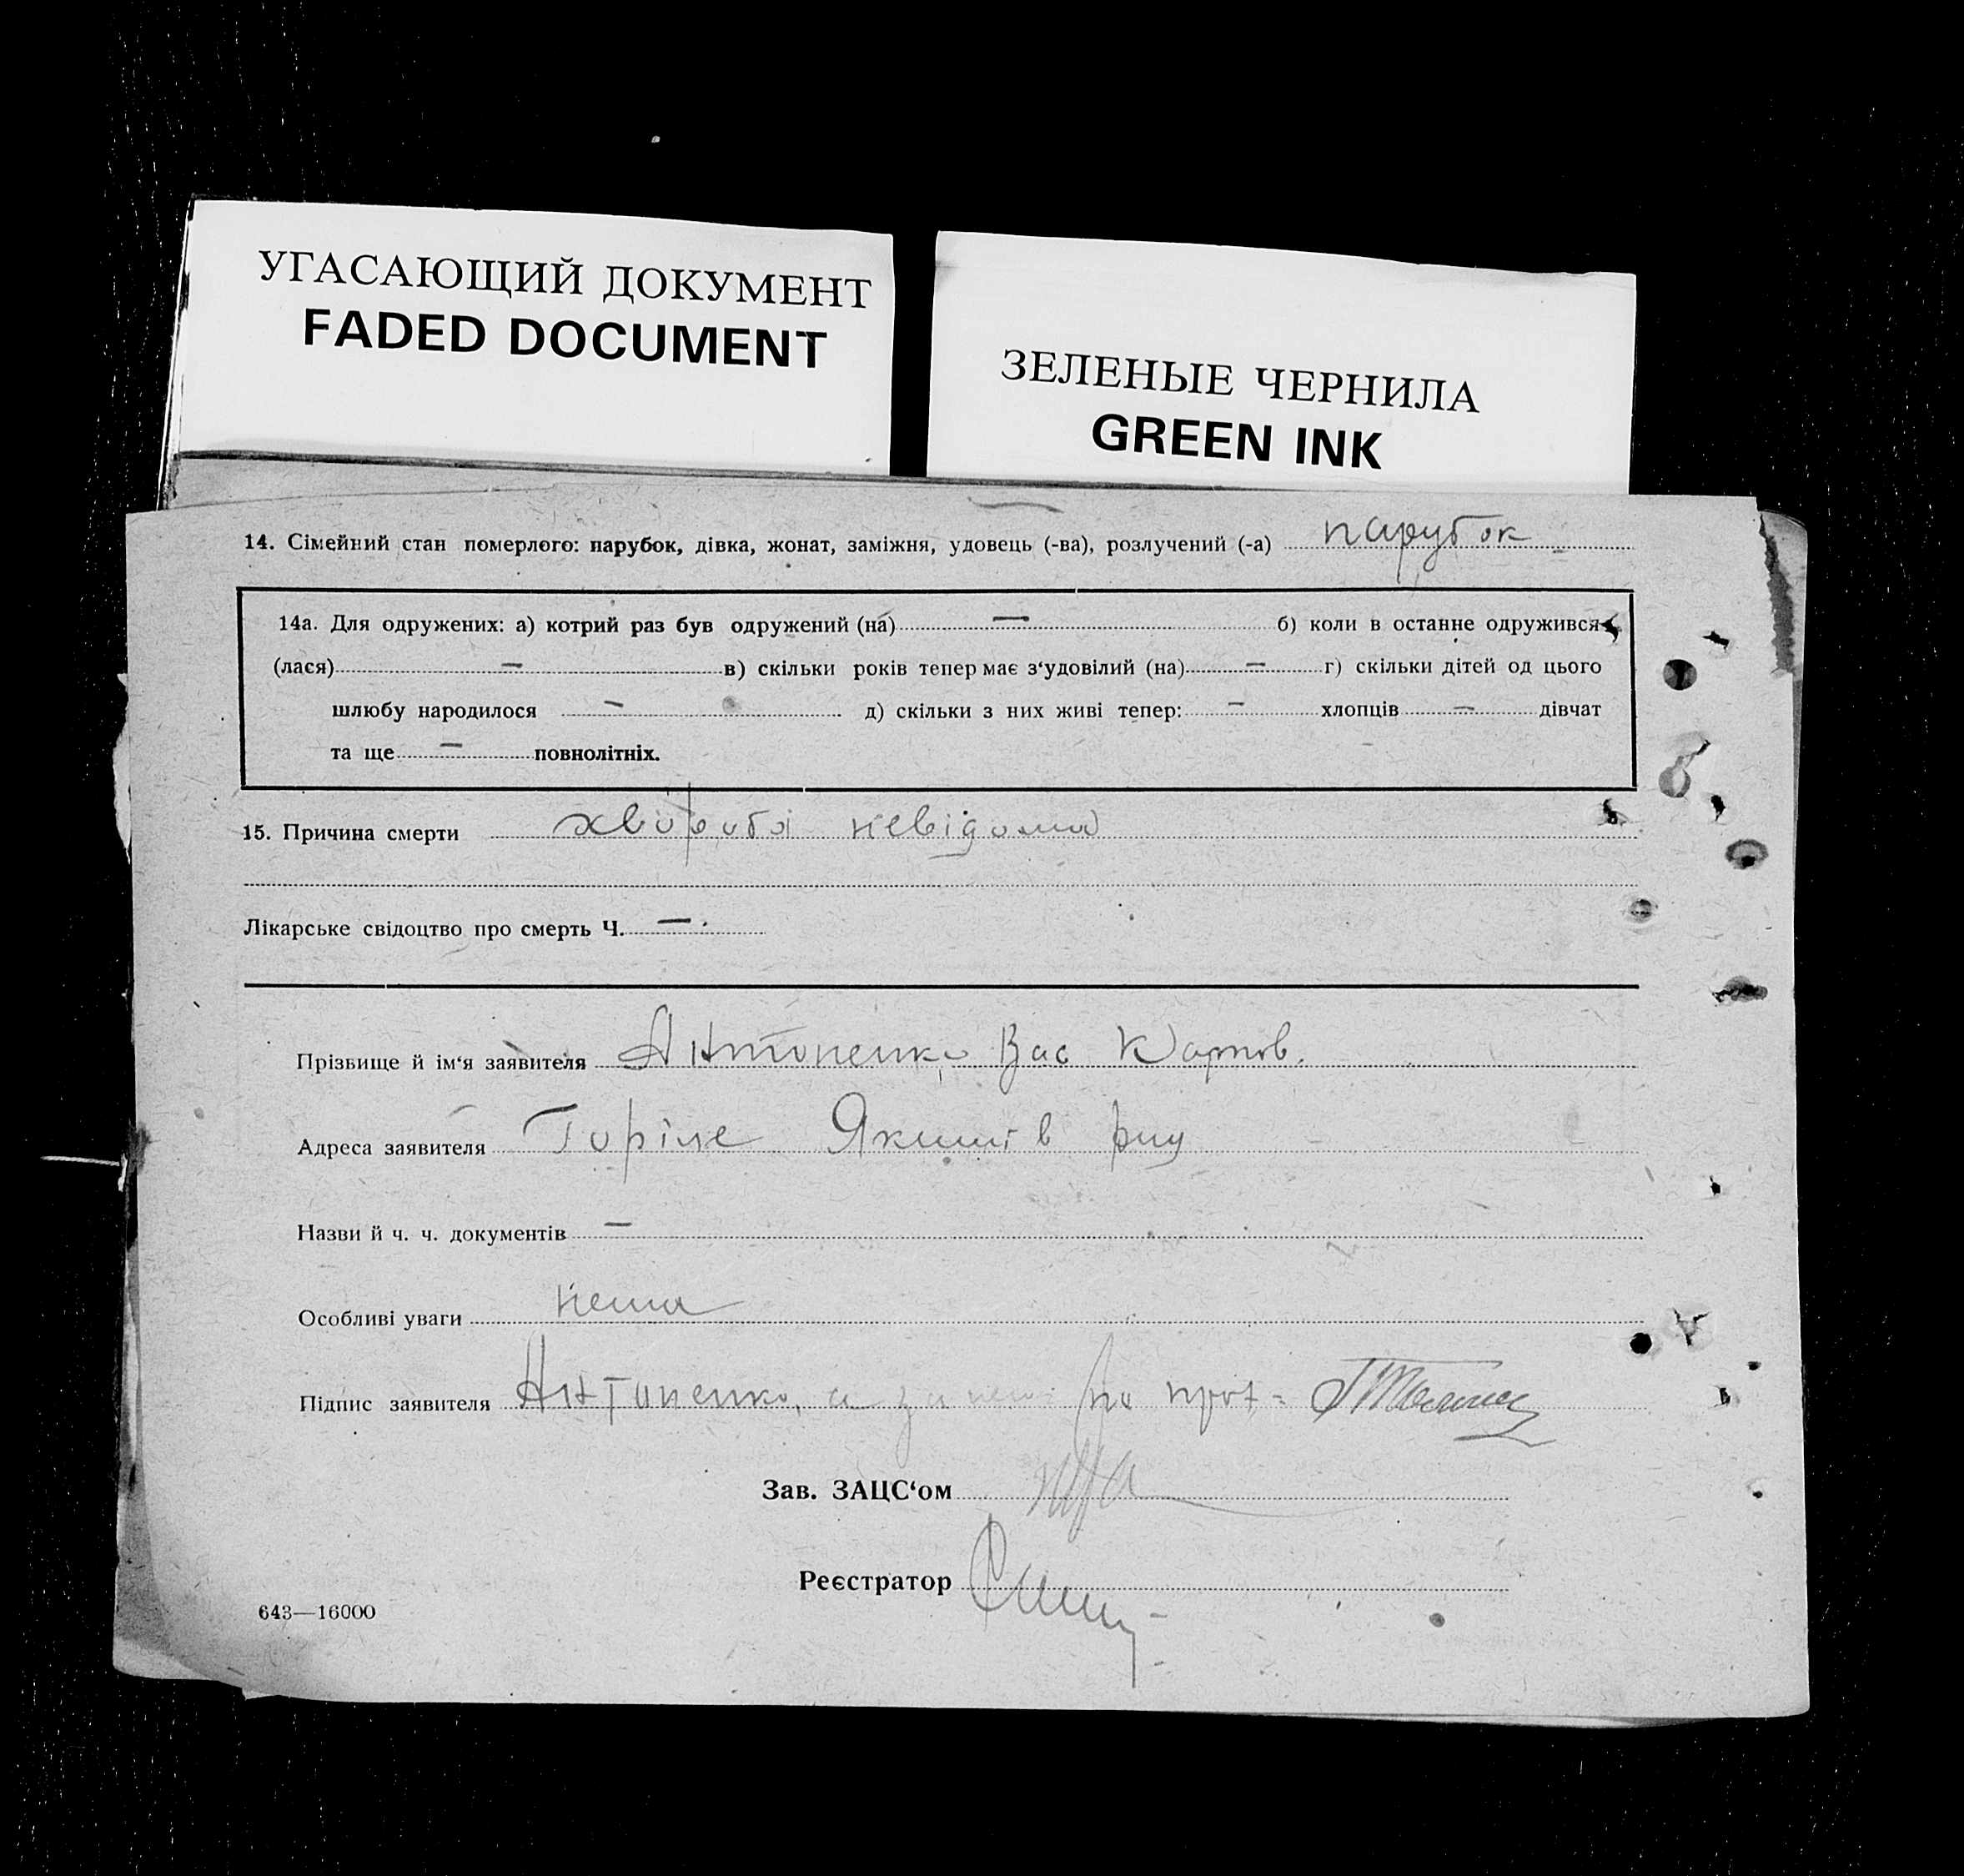 УГАСАЮЩИЙ ДОКУМЕНТ
FADED DOCUMENT
ЗЕЛЕНЫЕ ЧЕРНИЛА
GREEN INK
14. Сімейний стан померлого: парубок, дівка, жонат, заміжня, удовець (-ва), розлучений (-а) парубок
14а. Для одружених: а) котрий раз був одружений (на) — б) коли в останне одружився
(лася) — в) скільки років тепер має з‘удовілий (на) — г) скільки дітей од цього
шлюбу народилося — д) скільки з них живі тепер: — хлопців — дівчат
та ще — повнолітніх.
15. Причина смерти хвороба невідома
Лікарське свідоцтво про смерть Ч. —
Прізвище й ім‘я заявителя Антоненко Вас Карпов.
Адреса заявителя Горіле
Назви й ч. ч. документів —
Особливі уваги нема
Підпис заявителя Антоненко, а за
Зав. ЗАЦС‘ом
Реєстратор
643—16000